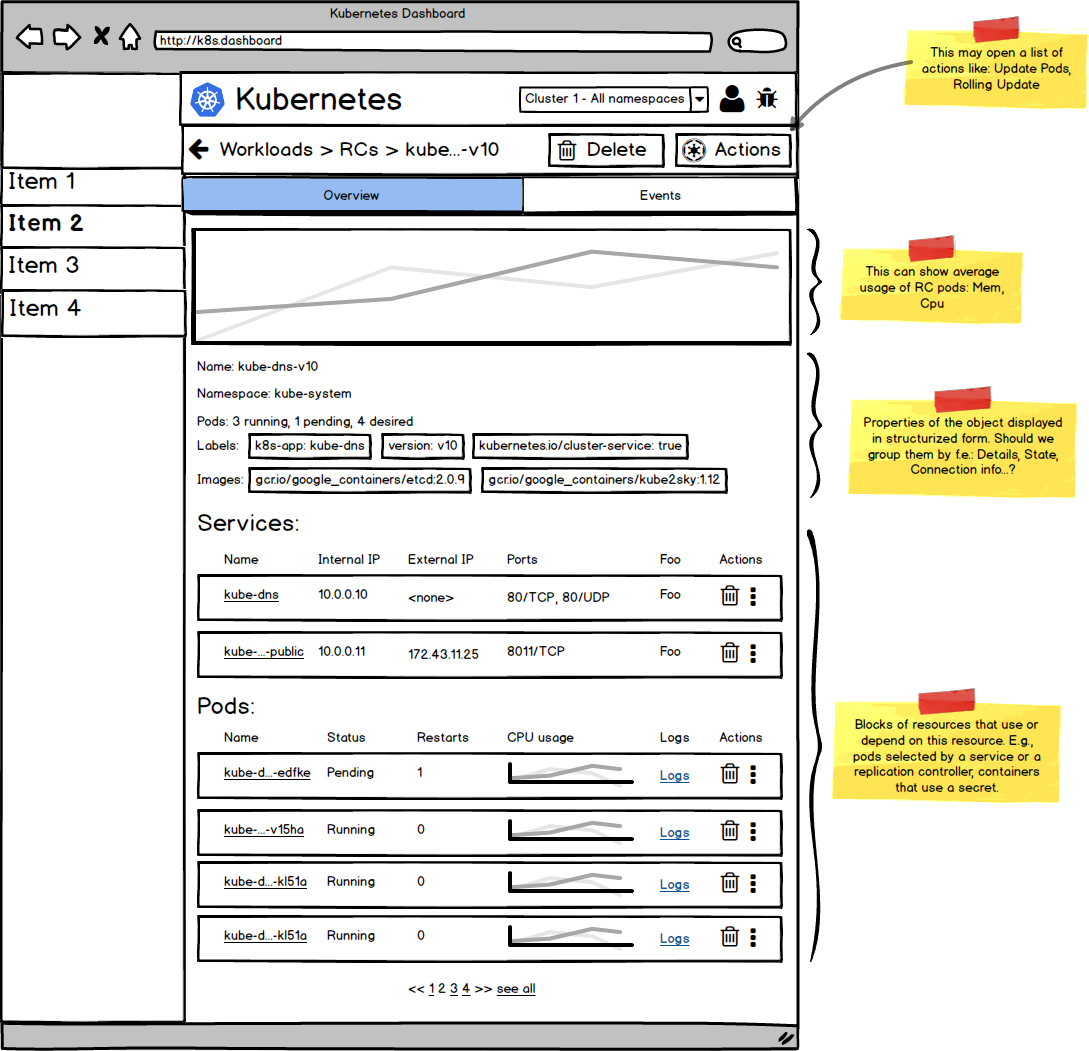 Kubernetes Dashboard
http://k8s.dashboard
This may open a list of
actions like: Update Pods,
Rolling Update
Kubernetes
Cluster 1 - All namespaces
Workloads > RCs > kube...-v10
Delete
Actions
Item 1
Item 2
Item 3
Item 4
Overview
Events
This can show average
usage of RC pods: Mem,
Cpu
Name: kube-dns-v10
Namespace: kube-system
Pods: 3 running, 1 pending, 4 desired
Labels: k8s-app: kube-dns version: v10 kubernetes.io/cluster-service: true
Images: gcr.io/google_containers/etcd:2.0.9 gcr.io/google_containers/kube2sky:1.12
Properties of the object displayed
in structurized form. Should we
group them by f.e.: Details, State,
Connection info...?
Services:
Name Internal IP External IP Ports Foo Actions
kube-dns 10.0.0.10 <none> 80/TCP, 80/UDP Foo
kube-...-public 10.0.0.11 172.43.11.25 8011/TCP Foo
Pods:
Name Status Restarts CPU usage Logs Actions
kube-d...-edfke Pending 1 Logs
kube-...-v15ha Running 0 Logs
kube-d...-kl51a Running 0 Logs
kube-d...-kl51a Running 0 Logs
<< 1 2 3 4 >> see all
Blocks of resources that use or
depend on this resource. E.g.,
pods selected by a service or a
replication controller, containers
that use a secret.